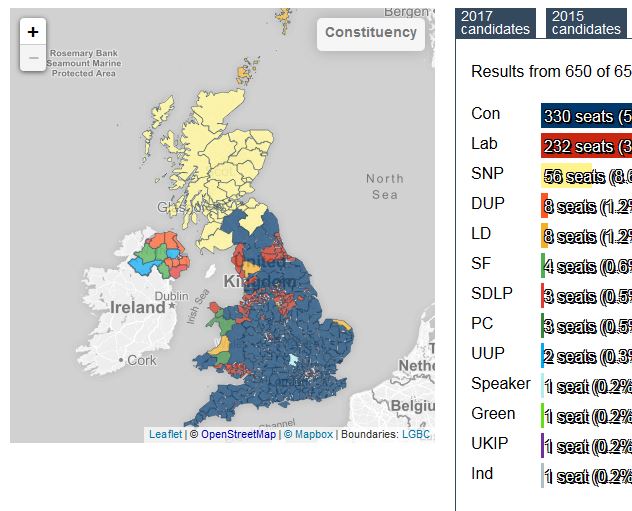 Bergen
+
−
Constituency
Rosemary Bank
Seamount Marine
Protected Area
North
Sea
United
Kingdom
Dublin
Irish Sea
Ireland
Cork
Nethe
Belgiu
Channel
Leaflet | © OpenStreetMap | © Mapbox | Boundaries: LGBC
2017
candidates
2015
candidates
Results from 650 of 65
Con
330 seats (5
Lab
232 seats (3
SNP
56 seats (8.6
DUP
8 seats (1.2%
LD
8 seats (1.2%
SF
4 seats (0.6%
SDLP
3 seats (0.5%
PC
3 seats (0.5%
UUP
2 seats (0.3%
Speaker
1 seat (0.2%
Green
1 seat (0.2%
UKIP
1 seat (0.2%
Ind
1 seat (0.2%